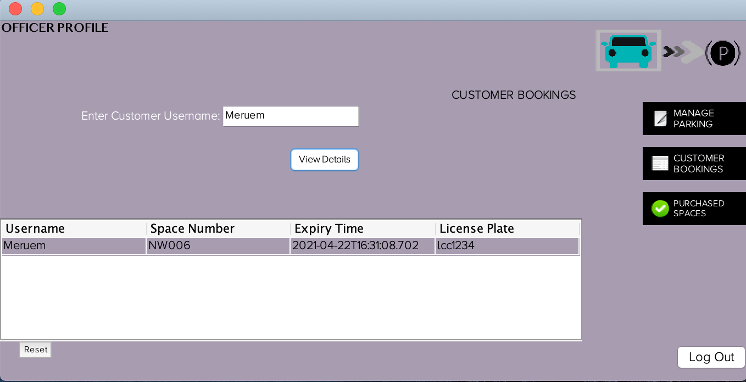 OFFICER PROFILE
(P)
CUSTOMER BOOKINGS
Enter Customer Username: Meruem
View Details
MANAGE
PARKING
CUSTOMER
BOOKINGS
PURCHASED
SPACES
Username Space Number Expiry Time License Plate
Meruem NW006 2021-04-22T16:31:08.702 lcc1234
Reset
Log Out